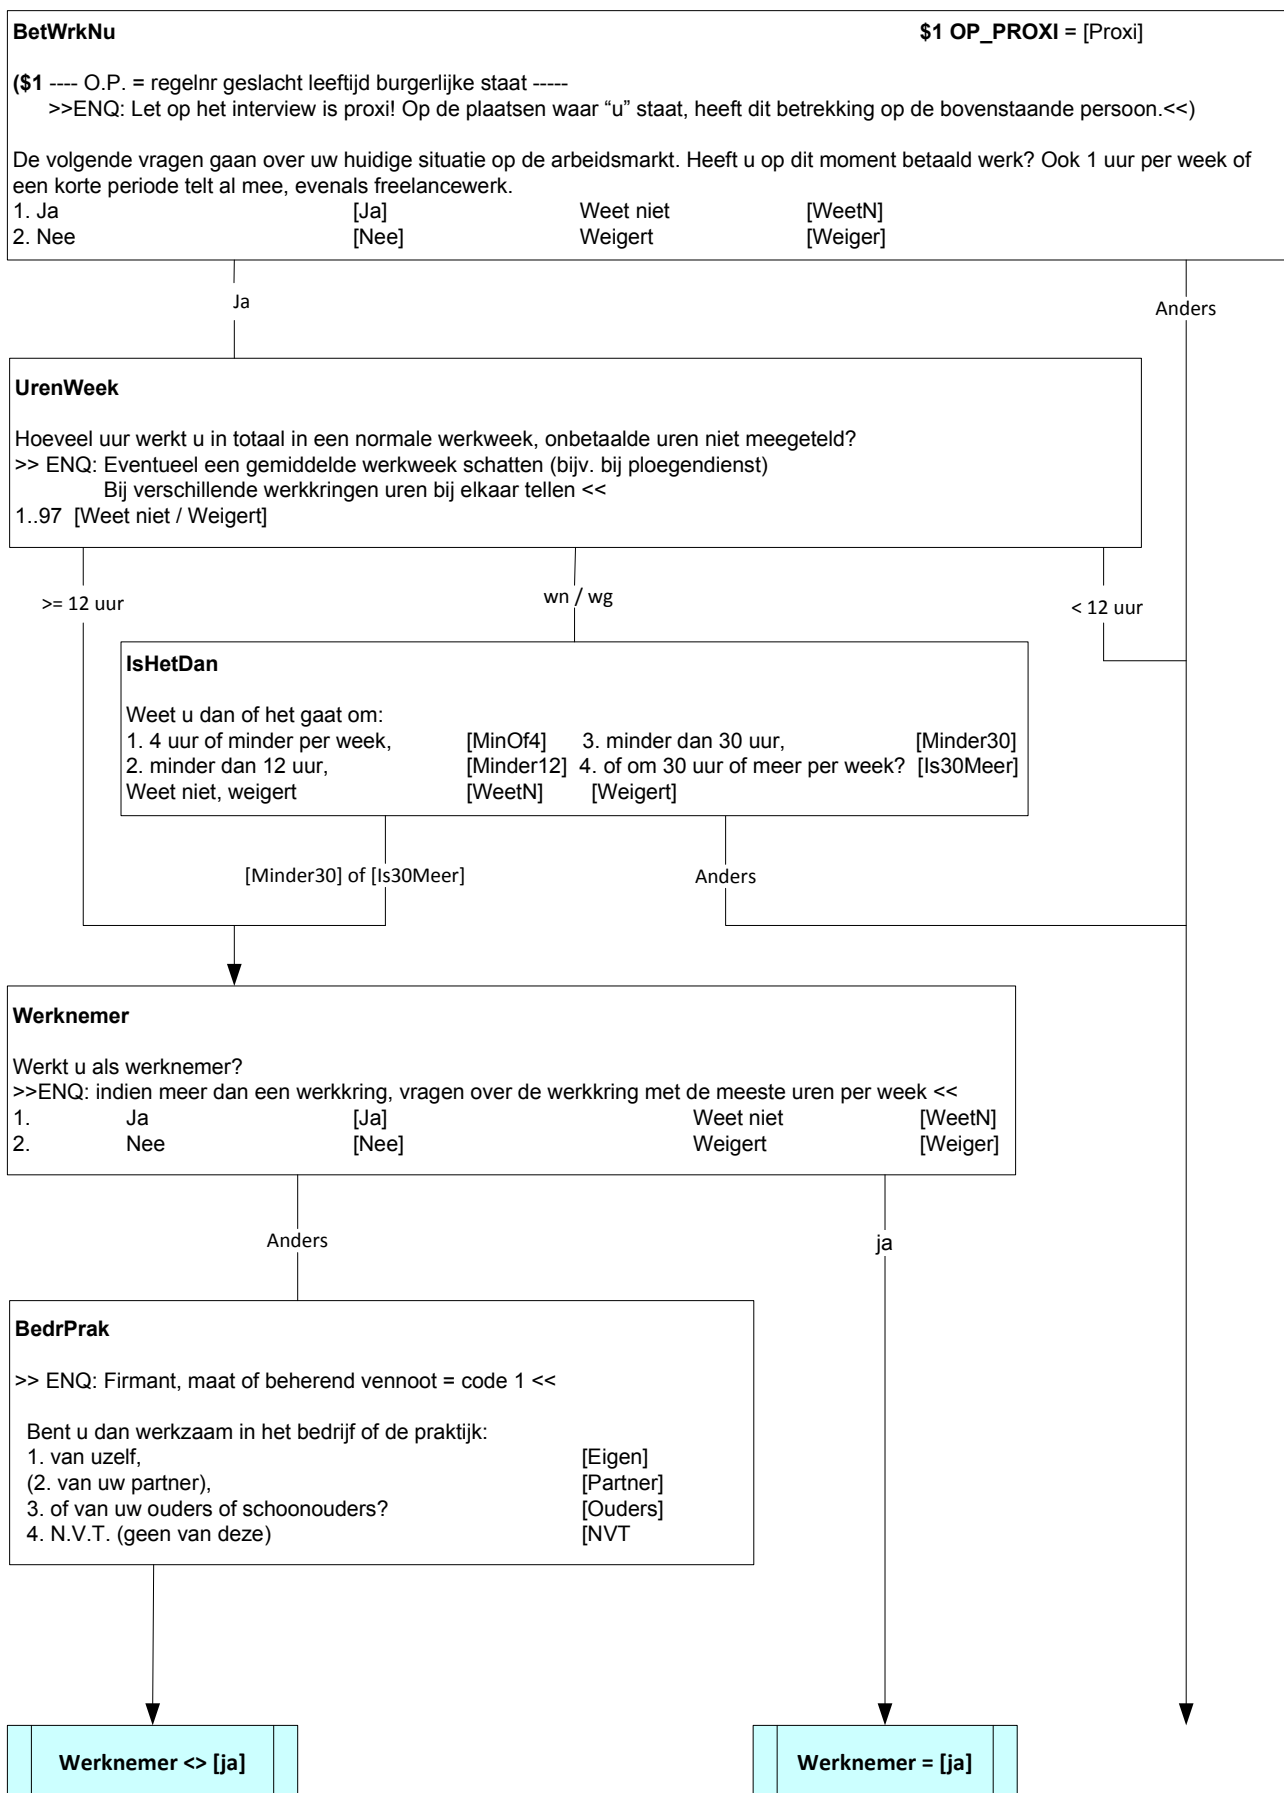 BetWrkNu $1 OP_PROXI = [Proxi]
($1 ---- O.P. = regelnr geslacht leeftijd burgerlijke staat -----
>>ENQ: Let op het interview is proxi! Op de plaatsen waar “u” staat, heeft dit betrekking op de bovenstaande persoon.<<)
De volgende vragen gaan over uw huidige situatie op de arbeidsmarkt. Heeft u op dit moment betaald werk? Ook 1 uur per week of
een korte periode telt al mee, evenals freelancewerk.
1. Ja [Ja] Weet niet [WeetN]
2. Nee [Nee] Weigert [Weiger]
Ja Anders
UrenWeek
Hoeveel uur werkt u in totaal in een normale werkweek, onbetaalde uren niet meegeteld?
>> ENQ: Eventueel een gemiddelde werkweek schatten (bijv. bij ploegendienst)
Bij verschillende werkkringen uren bij elkaar tellen <<
1..97 [Weet niet / Weigert]
>= 12 uur wn / wg < 12 uur
IsHetDan
Weet u dan of het gaat om:
1. 4 uur of minder per week, [MinOf4] 3. minder dan 30 uur, [Minder30]
2. minder dan 12 uur, [Minder12] 4. of om 30 uur of meer per week? [Is30Meer]
Weet niet, weigert [WeetN] [Weigert]
[Minder30] of [Is30Meer] Anders
Werknemer
Werkt u als werknemer?
>>ENQ: indien meer dan een werkkring, vragen over de werkkring met de meeste uren per week <<
1. Ja [Ja] Weet niet [WeetN]
2. Nee [Nee] Weigert [Weiger]
Anders ja
BedrPrak
>> ENQ: Firmant, maat of beherend vennoot = code 1 <<
Bent u dan werkzaam in het bedrijf of de praktijk:
1. van uzelf, [Eigen]
(2. van uw partner), [Partner]
3. of van uw ouders of schoonouders? [Ouders]
4. N.V.T. (geen van deze) [NVT
Werknemer <> [ja] Werknemer = [ja]